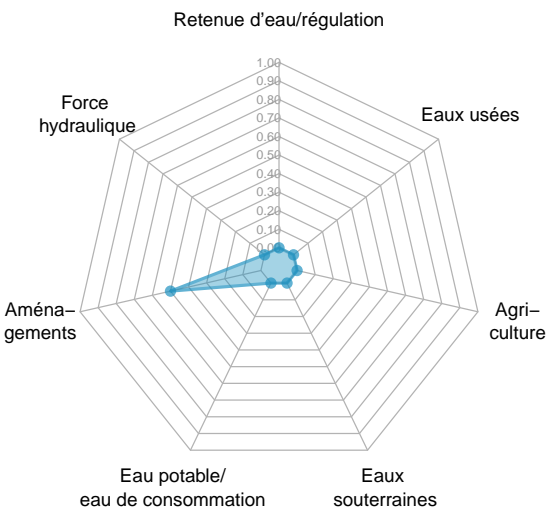 Retenue d'eau/régulation
1.00
0.90
0.80
0.70
0.60
0.50
0.40
0.30
0.20
0.10
0.00
Force
hydraulique
Eaux usées
Aména−
gements
Agri−
culture
Eau potable/
eau de consommation
Eaux
souterraines